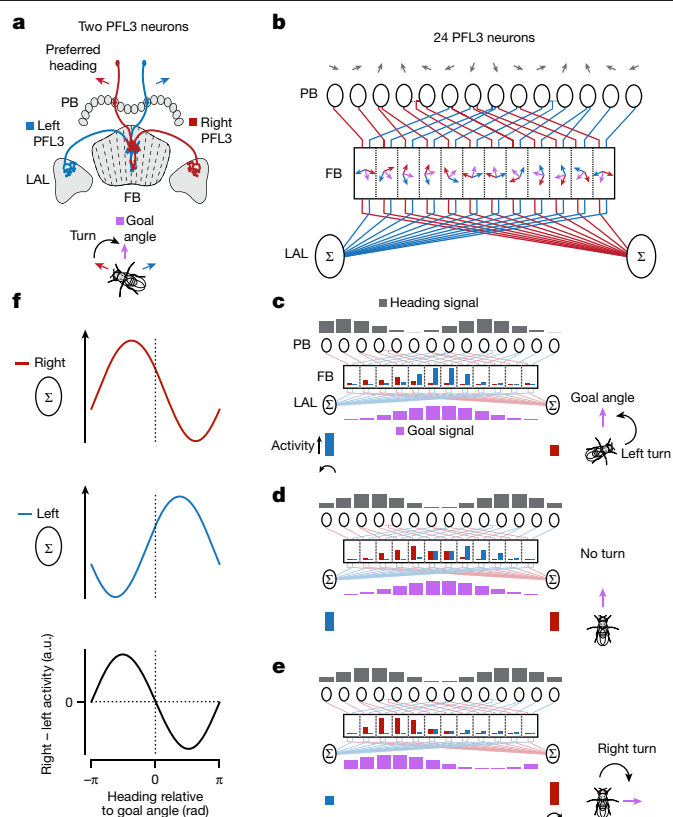 a
Two PFL3 neurons
Preferred
heading
PB
Left
PFL3
Right
PFL3
LAL
FB
Goal
angle
Turn
b
24 PFL3 neurons
PB
FB
LAL
Σ
Σ
c
Heading signal
PB
FB
LAL
Σ
Σ
Goal signal
Activity
Goal angle
Left turn
d
Σ
Σ
No turn
e
Σ
Σ
Right turn
f
Right
Σ
Left
Σ
Right – left activity (a.u.)
0
–π
0
π
Heading relative
to goal angle (rad)